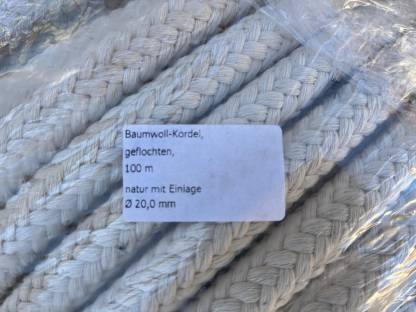 Baumwoll-Kordel,
geflochten,
100 m
natur mit Einlage
Ø 20,0 mm